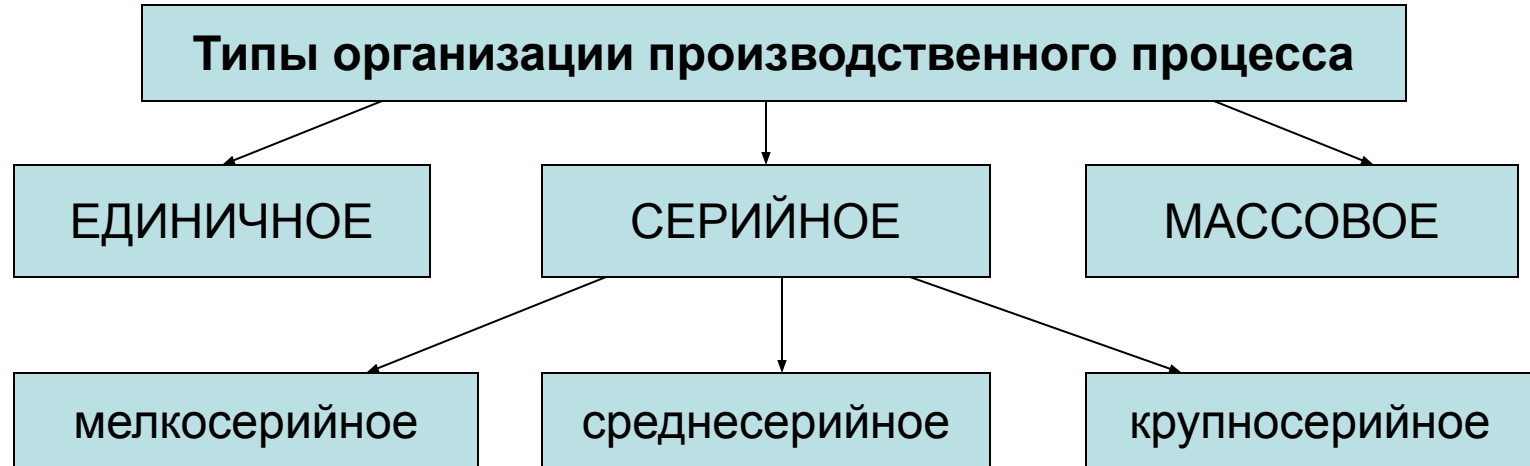 Типы организации производственного процесса
ЕДИНИЧНОЕ
СЕРИЙНОЕ
МАССОВОЕ
мелкосерийное
среднесерийное
крупносерийное